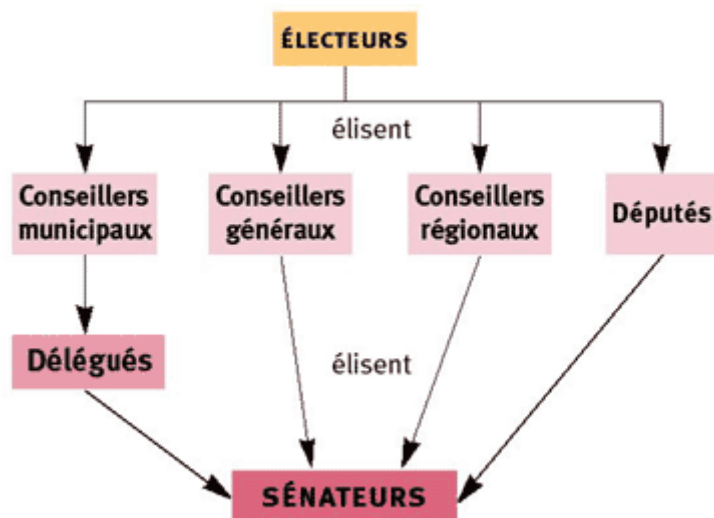 ÉLECTEURS
élisent
Conseillers
municipaux
Conseillers
généraux
Conseillers
régionaux
Députés
Délégués
élisent
SÉNATEURS